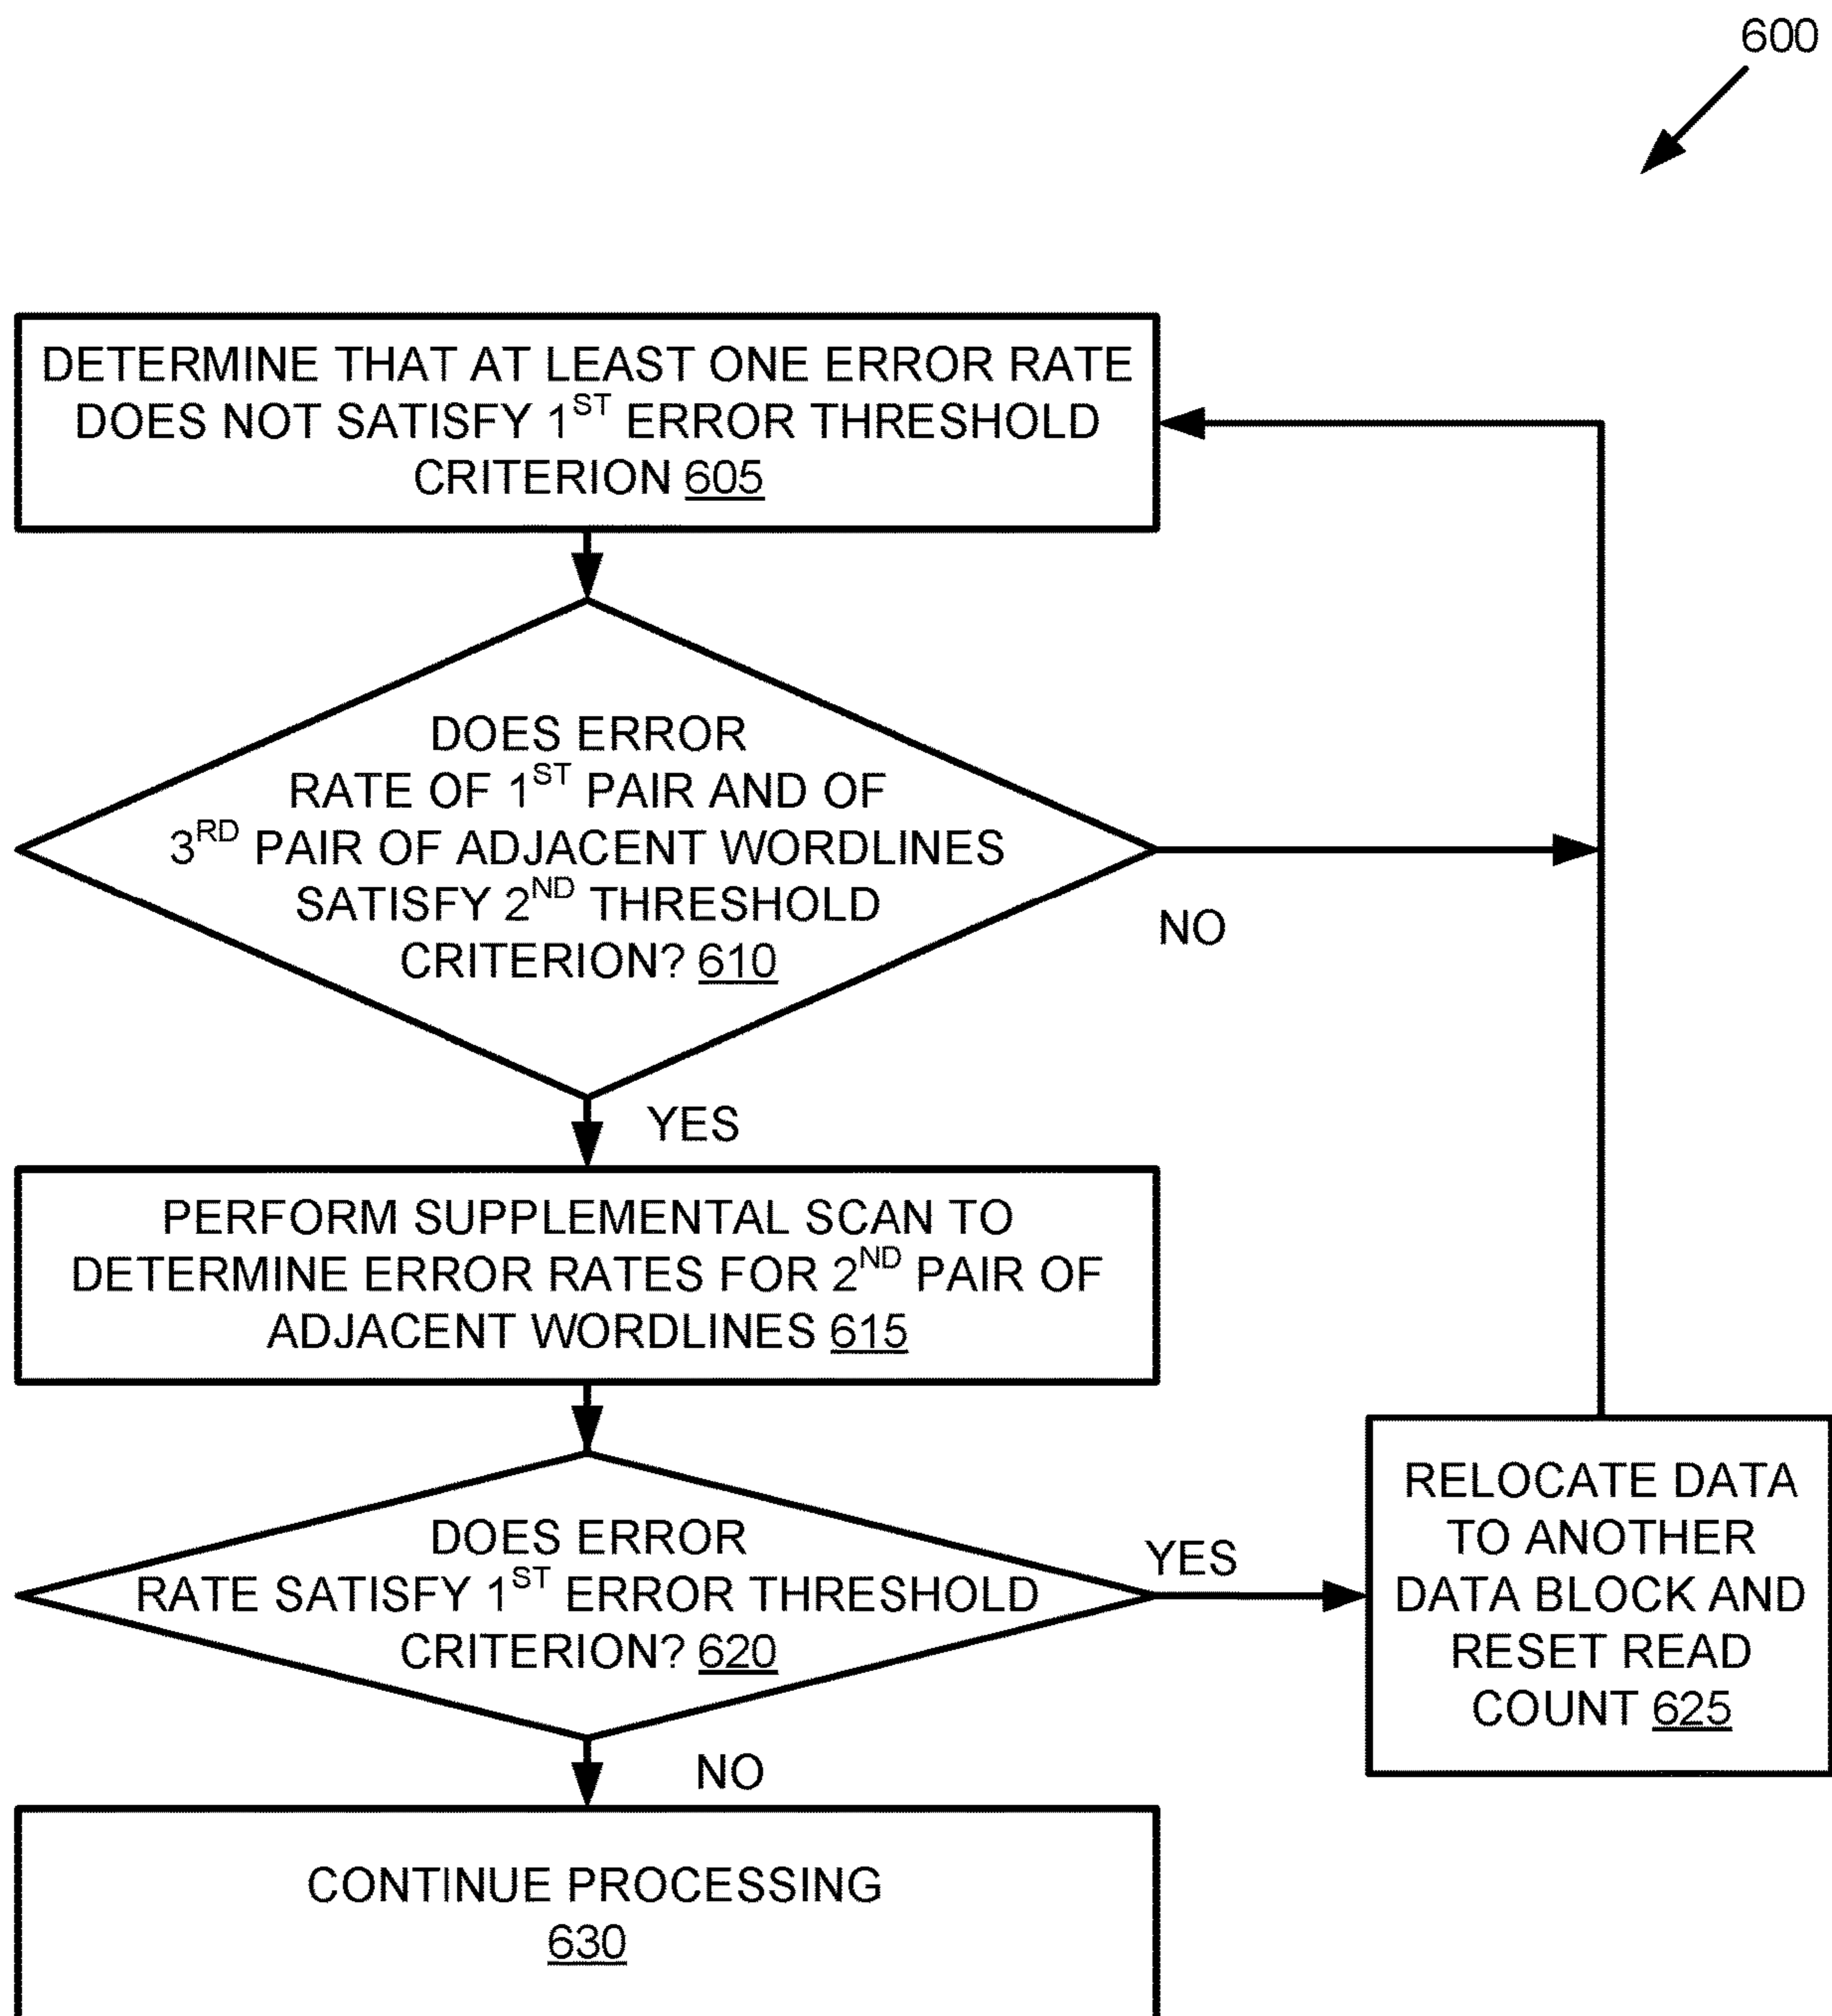 600
DETERMINE THAT AT LEAST ONE ERROR RATE
DOES NOT SATISFY 1ST ERROR THRESHOLD
CRITERION 605
DOES ERROR
RATE OF 1ST PAIR AND OF
3RD PAIR OF ADJACENT WORDLINES
SATISFY 2ND THRESHOLD
CRITERION? 610
NO
YES
PERFORM SUPPLEMENTAL SCAN TO
DETERMINE ERROR RATES FOR 2ND PAIR OF
ADJACENT WORDLINES 615
DOES ERROR
RATE SATISFY 1ST ERROR THRESHOLD
CRITERION? 620
YES
RELOCATE DATA
TO ANOTHER
DATA BLOCK AND
RESET READ
COUNT 625
NO
CONTINUE PROCESSING
630